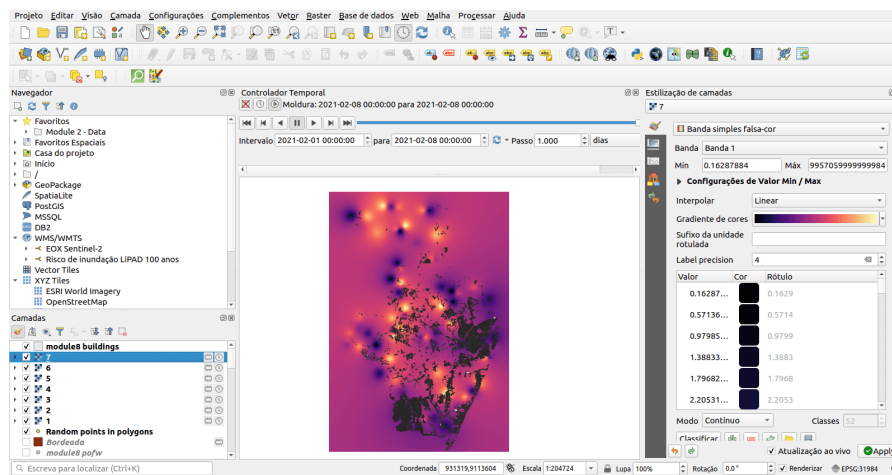 Projeto Editar Visão Camada Configurações Complementos Vetor Raster Base de dados Web Malha Processar Ajuda
Navegador
Favoritos
Module 2 - Data
Favoritos Espaciais
Casa do projeto
Início
/
GeoPackage
SpatiaLite
PostGIS
MSSQL
DB2
WMS/WMTS
EOX Sentinel-2
Risco de inundação LiPAD 100 anos
Vector Tiles
XYZ Tiles
ESRI World Imagery
OpenStreetMap
Camadas
module8 buildings
7
6
5
4
3
2
1
Random points in polygons
Bordeada
module8 pofw
Controlador Temporal
Moldura: 2021-02-08 00:00:00 para 2021-02-08 00:00:00
Intervalo 2021-02-01 00:00:00 para 2021-02-08 00:00:00 Passo 1.000 dias
Estilização de camadas
7
Banda simples falsa-cor
Banda Banda 1
Mín 0.16287884 Máx 9957059999999984
Configurações de Valor Min / Max
Interpolar Linear
Gradiente de cores
Sufixo da unidade
rotulada
Label precision 4
Valor Cor Rótulo
0.16287... 0.1629
0.57136... 0.5714
0.97985... 0.9799
1.38833... 1.3883
1.79682... 1.7968
2.20531... 2.2053
Modo Contínuo Classes 52
Classificar
Atualização ao vivo Appl
Escreva para localizar (Ctrl+K) Coordenada 931319,9113604 Escala 1:204724 Lupa 100% Rotação 0.0° Renderizar EPSG:31984